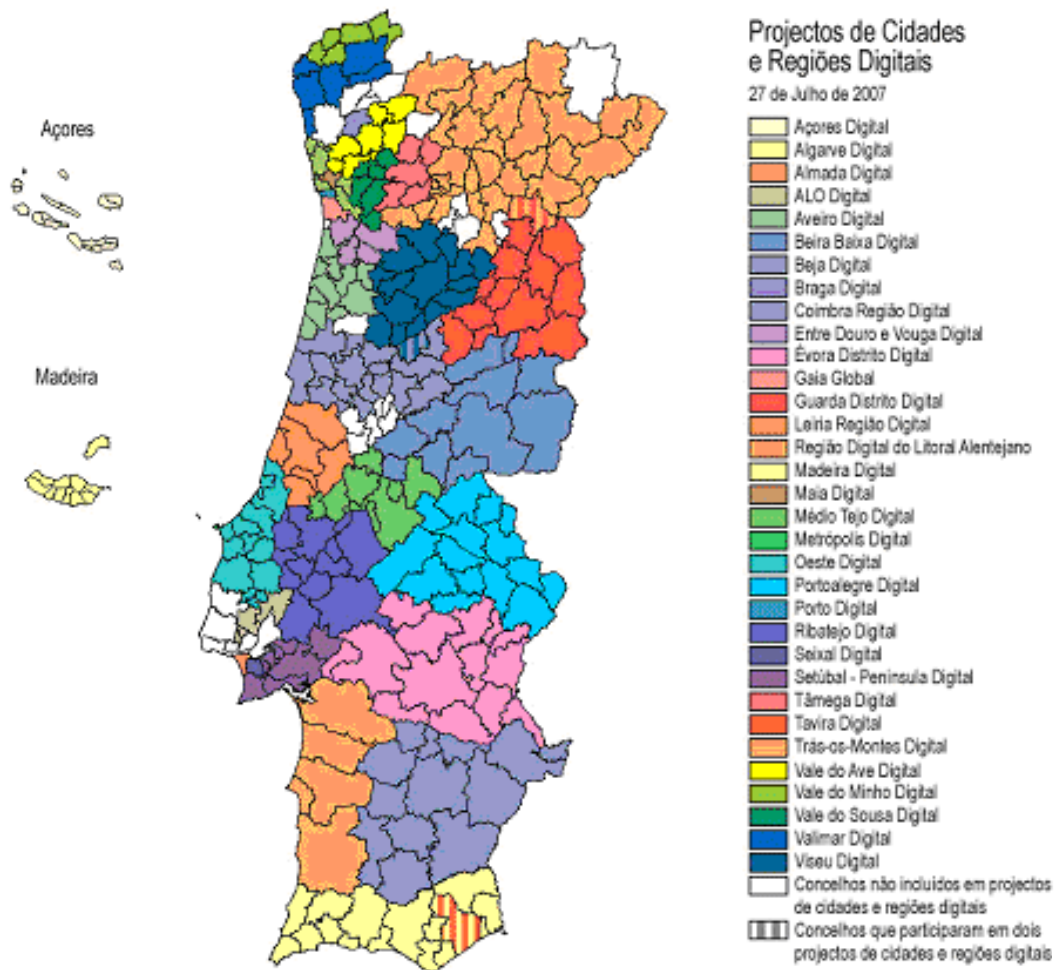 Projectos de Cidades
e Regiões Digitais
27 de Julho de 2007
Açores
Madeira
Açores Digital
Algarve Digital
Almada Digital
ALO Digital
Aveiro Digital
Beira Baixa Digital
Beja Digital
Braga Digital
Coimbra Região Digital
Entre Douro e Vouga Digital
Évora Distrito Digital
Gaia Global
Guarda Distrito Digital
Leiria Região Digital
Região Digital do Litoral Alentejano
Madeira Digital
Maia Digital
Médio Tejo Digital
Metrópolis Digital
Oeste Digital
Portoalegre Digital
Porto Digital
Ribatejo Digital
Seixal Digital
Setúbal - Península Digital
Tâmega Digital
Tavira Digital
Trás-os-Montes Digital
Vale do Ave Digital
Vale do Minho Digital
Vale do Sousa Digital
Valimar Digital
Viseu Digital
Concelhos não incluídos em projectos
de cidades e regiões digitais
Concelhos que participaram em dois
projectos de cidades e regiões digitais